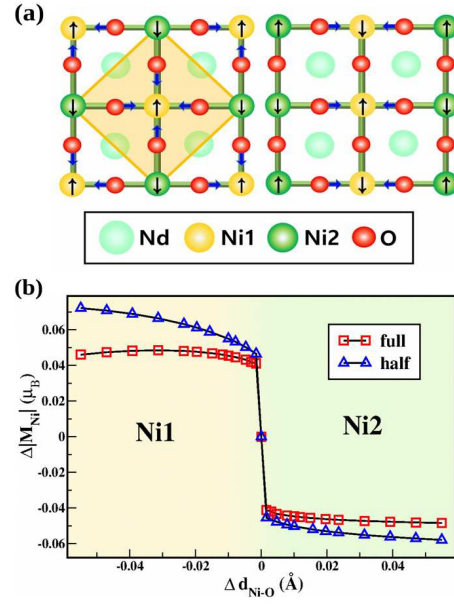 (a)
Nd Ni1 Ni2 O
(b)
Δ|M_Ni| (μ_B)
0.06
0.04
0.02
0
-0.02
-0.04
-0.06
full
half
Ni1 Ni2
-0.04 -0.02 0 0.02 0.04
Δ d_Ni-O (Å)